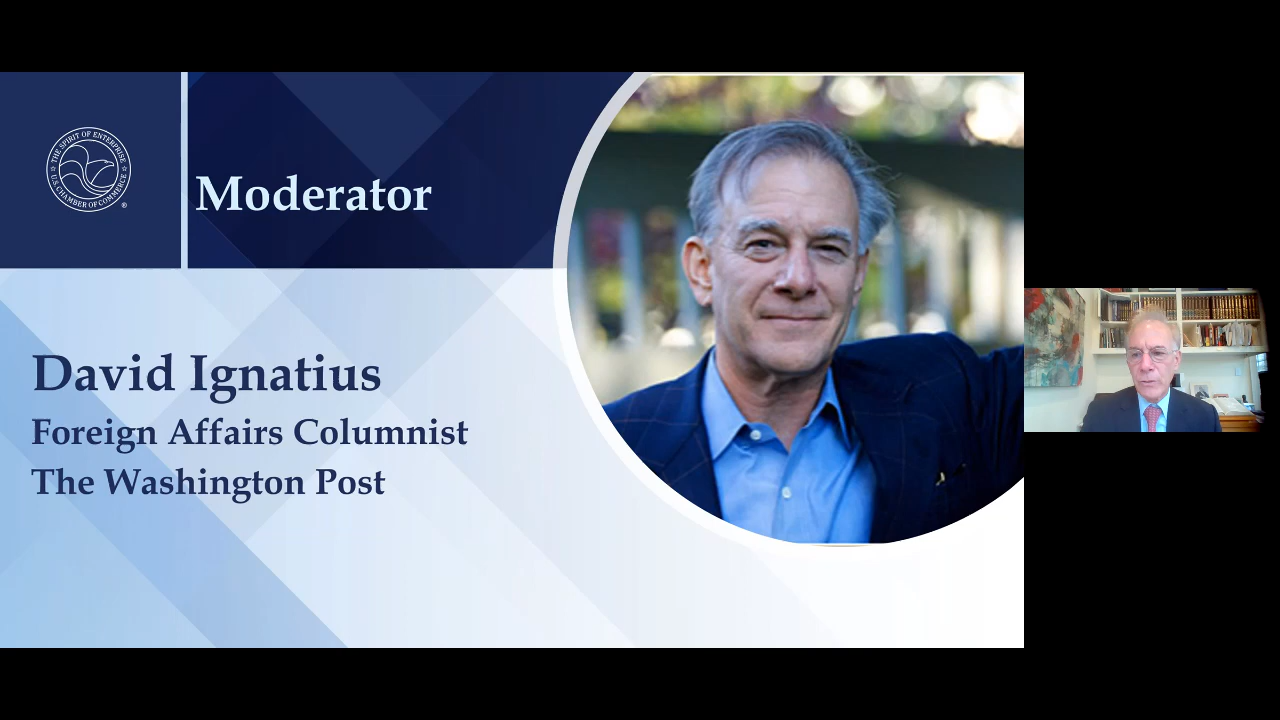 THE SPIRIT OF ENTERPRISE
U.S. CHAMBER OF COMMERCE
®
Moderator
David Ignatius
Foreign Affairs Columnist
The Washington Post